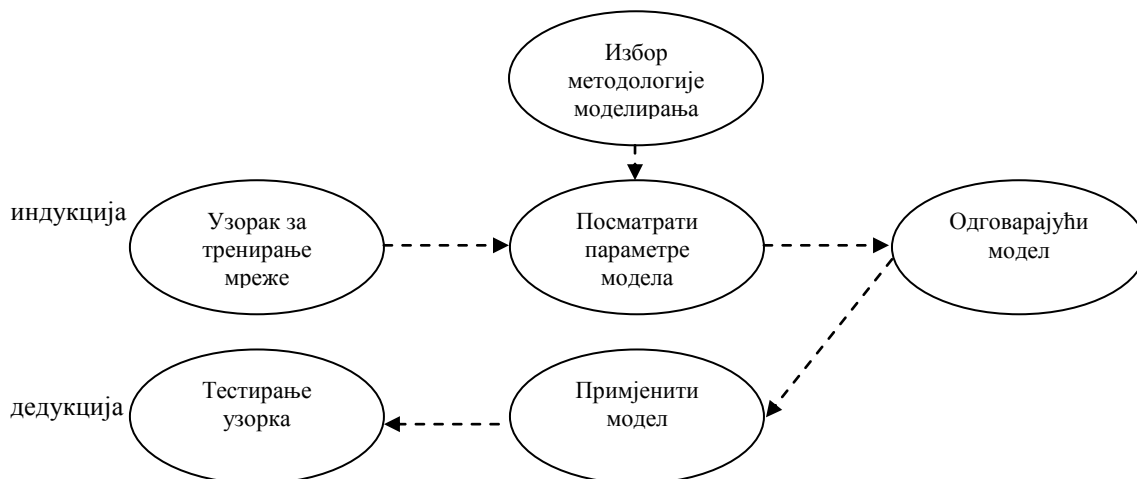 Избор
методологије
моделирања
индукција
Узорак за
тренирање
мреже
Посматрати
параметре
модела
Одговарајући
модел
дедукција
Тестирање
узорка
Примјенити
модел